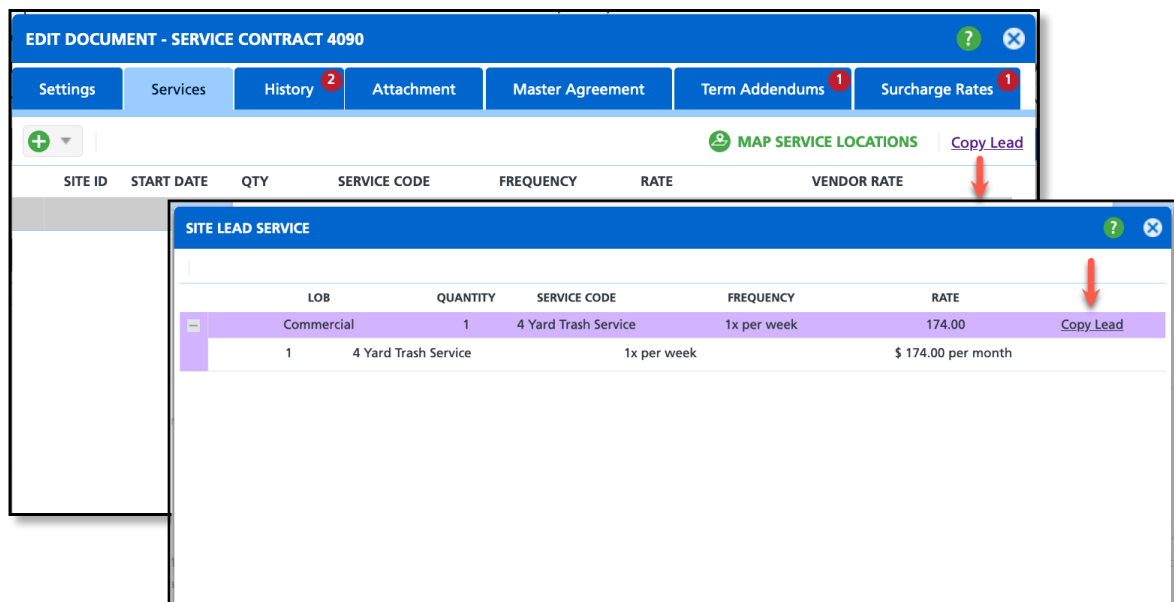 EDIT DOCUMENT - SERVICE CONTRACT 4090 ?
Settings Services History 2 Attachment Master Agreement Term Addendums 1 Surcharge Rates 1
MAP SERVICE LOCATIONS Copy Lead
SITE ID START DATE QTY SERVICE CODE FREQUENCY RATE VENDOR RATE
SITE LEAD SERVICE ?
LOB QUANTITY SERVICE CODE FREQUENCY RATE
Commercial 1 4 Yard Trash Service 1x per week 174.00 Copy Lead
1 4 Yard Trash Service 1x per week $ 174.00 per month